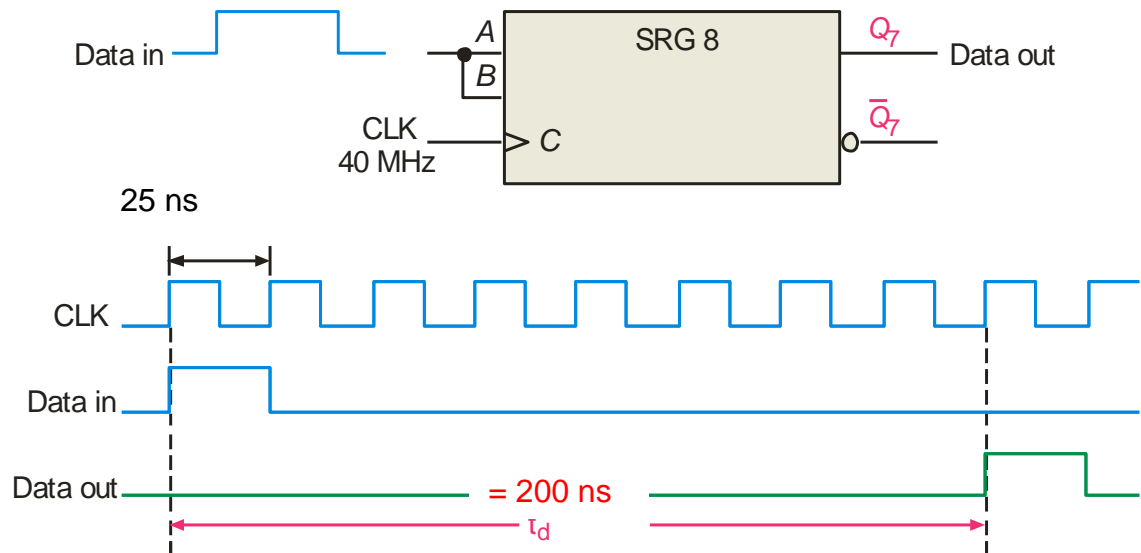 Data in
A
B
SRG 8
Q7
Data out
CLK
40 MHz
C
Q̅7
25 ns
CLK
Data in
Data out
= 200 ns
τd